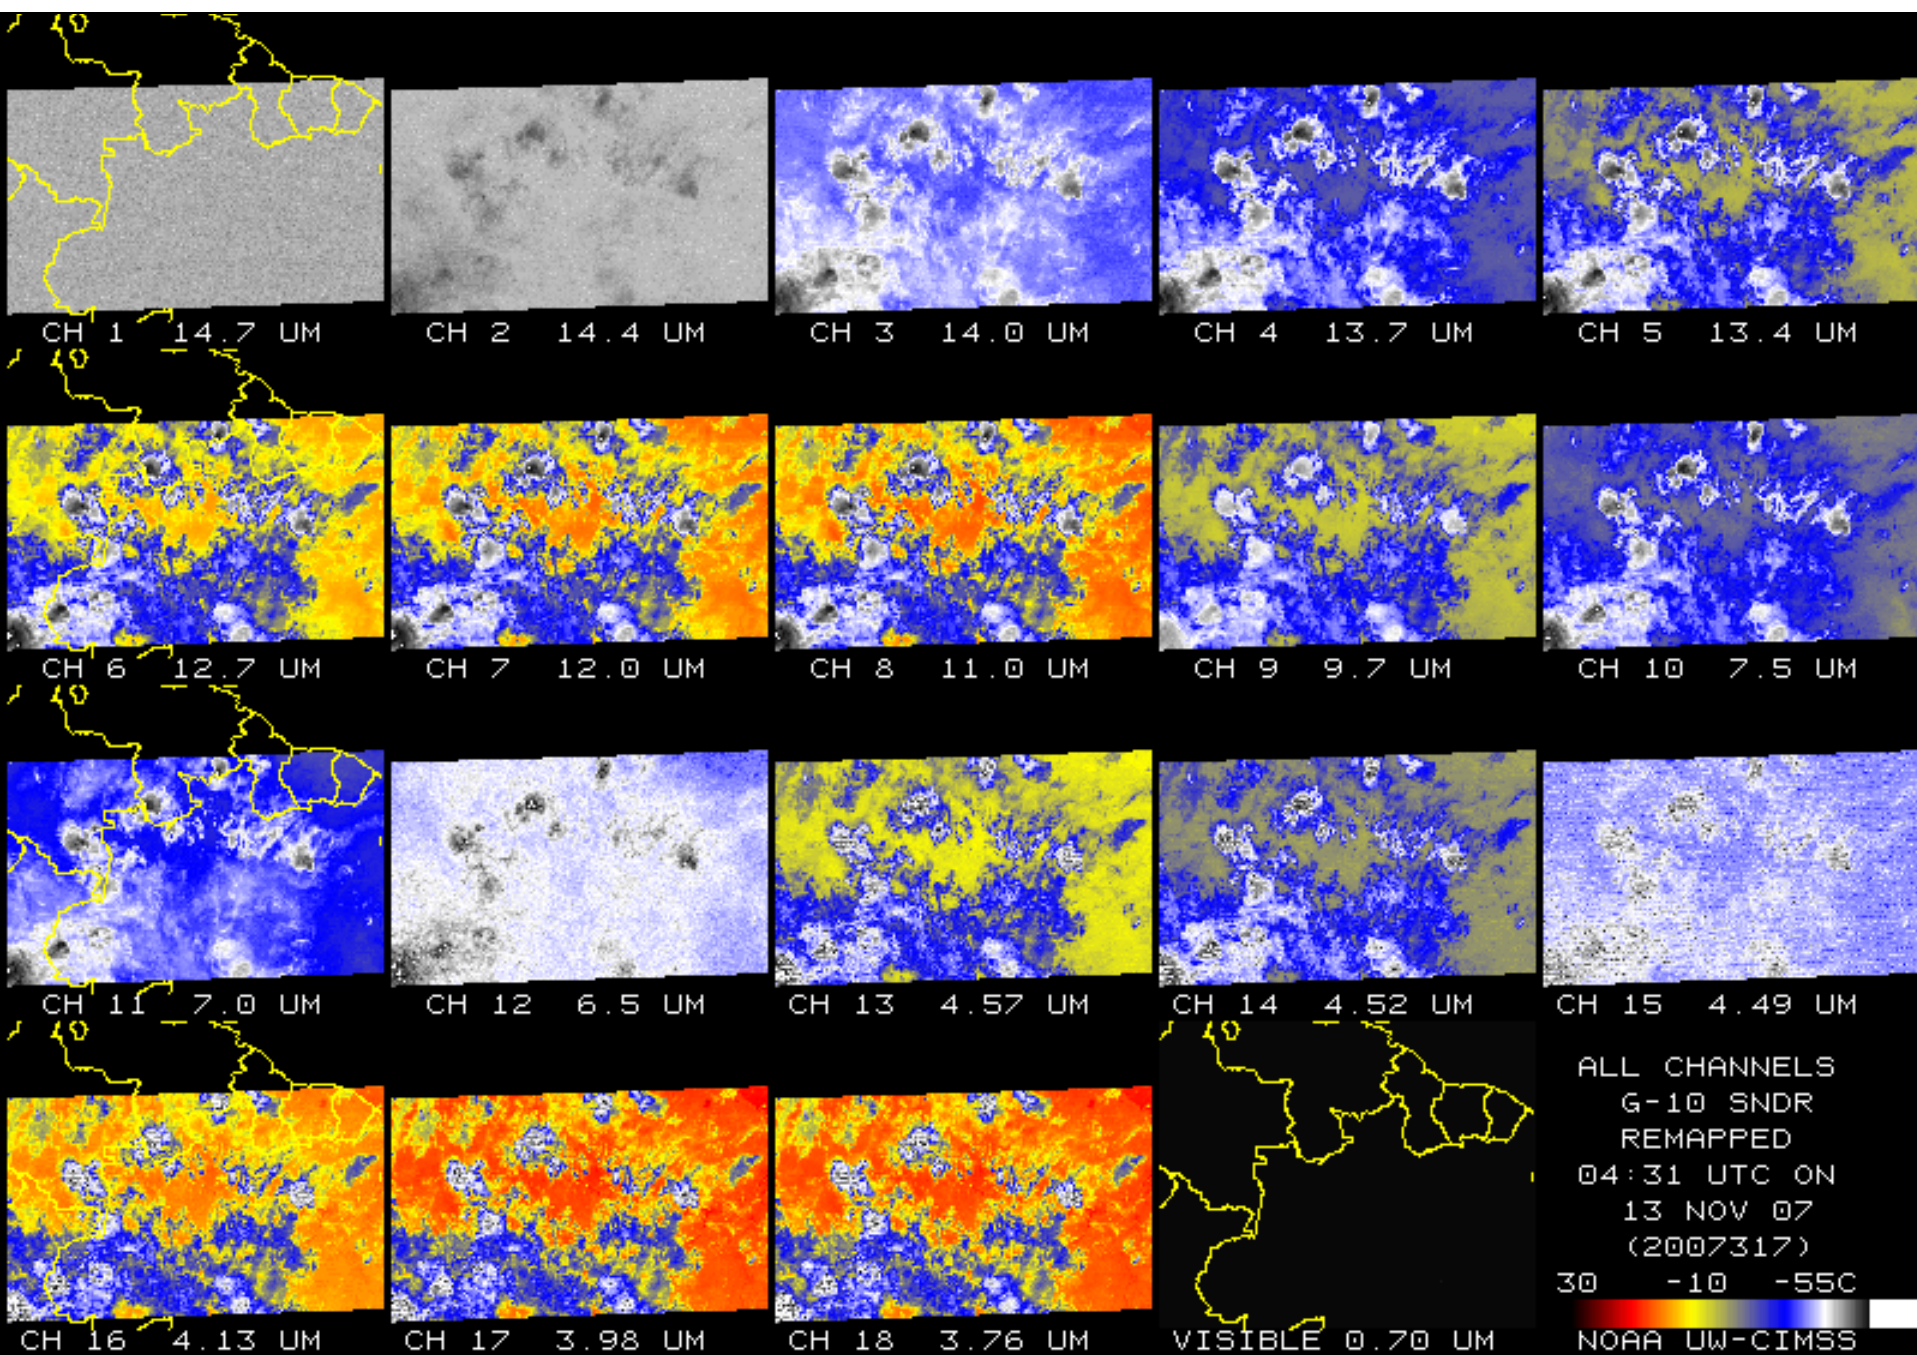 CH 1 14.7 UM
CH 2 14.4 UM
CH 3 14.0 UM
CH 4 13.7 UM
CH 5 13.4 UM
CH 6 12.7 UM
CH 7 12.0 UM
CH 8 11.0 UM
CH 9 9.7 UM
CH 10 7.5 UM
CH 11 7.0 UM
CH 12 6.5 UM
CH 13 4.57 UM
CH 14 4.52 UM
CH 15 4.49 UM
CH 16 4.13 UM
CH 17 3.98 UM
CH 18 3.76 UM
VISIBLE 0.70 UM
ALL CHANNELS
G-10 SNDR
REMAPPED
04:31 UTC ON
13 NOV 07
(2007317)
30 -10 -55C
NOAA UW-CIMSS